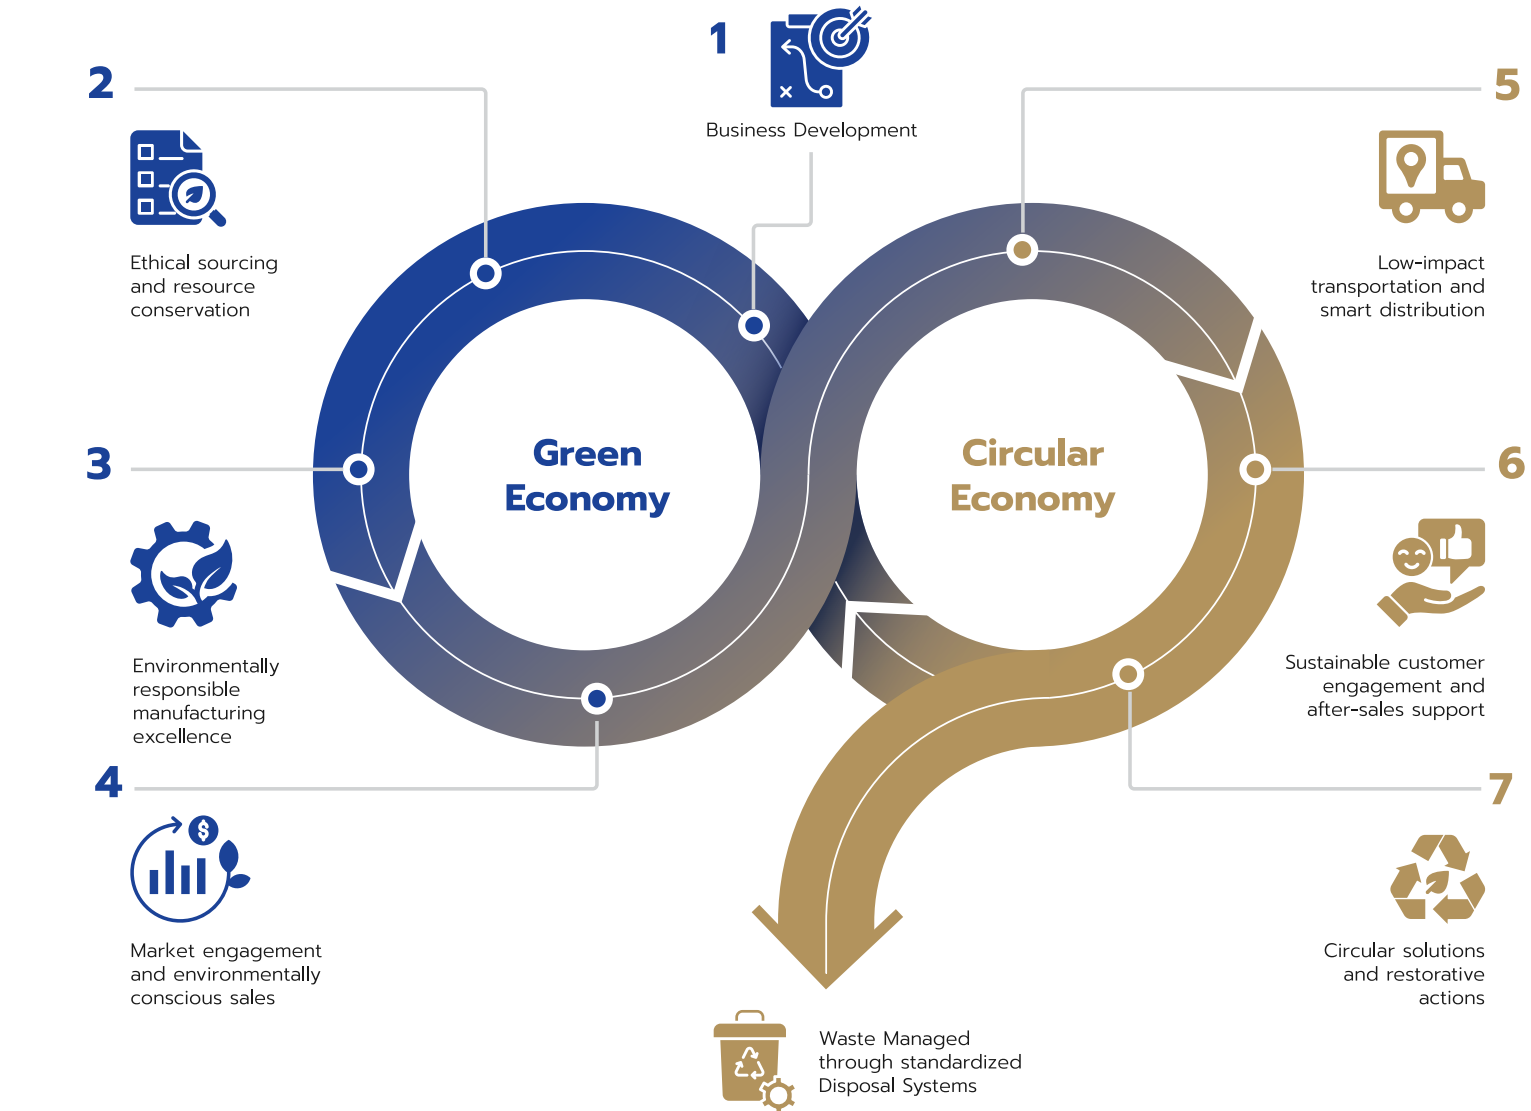 1
Business Development
2
Ethical sourcing
and resource
conservation
3
Environmentally
responsible
manufacturing
excellence
4
$
Market engagement
and environmentally
conscious sales
Green
Economy
Circular
Economy
5
Low-impact
transportation and
smart distribution
6
Sustainable customer
engagement and
after-sales support
7
Circular solutions
and restorative
actions
Waste Managed
through standardized
Disposal Systems